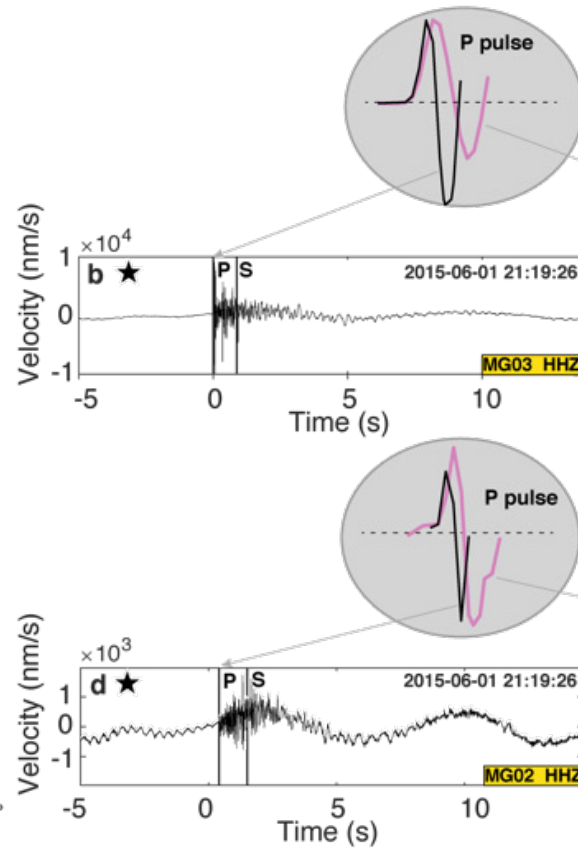 P pulse
×10⁴
1
0
-1
Velocity (nm/s)
b ★
P S
2015-06-01 21:19:26
MG03 HHZ
-5 0 5 10
Time (s)
P pulse
×10³
1
0
-1
Velocity (nm/s)
d ★
P S
2015-06-01 21:19:26
MG02 HHZ
-5 0 5 10
Time (s)